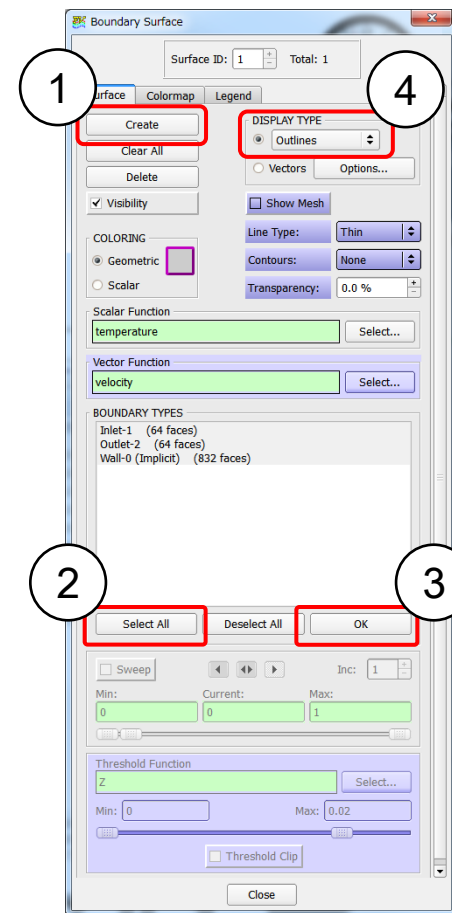 Boundary Surface
Surface ID: 1 Total: 1
1
4
urface Colormap Legend
Create
DISPLAY TYPE
Outlines
Clear All
Vectors Options...
Delete
Visibility
Show Mesh
Line Type: Thin
COLORING
Geometric
Contours: None
Scalar
Transparency: 0.0 %
Scalar Function
temperature Select...
Vector Function
velocity Select...
BOUNDARY TYPES
Inlet-1 (64 faces)
Outlet-2 (64 faces)
Wall-0 (Implicit) (832 faces)
2
3
Select All Deselect All OK
Sweep Inc: 1
Min: Current: Max:
0 0 1
Threshold Function
Z Select...
Min: 0 Max: 0.02
Threshold Clip
Close